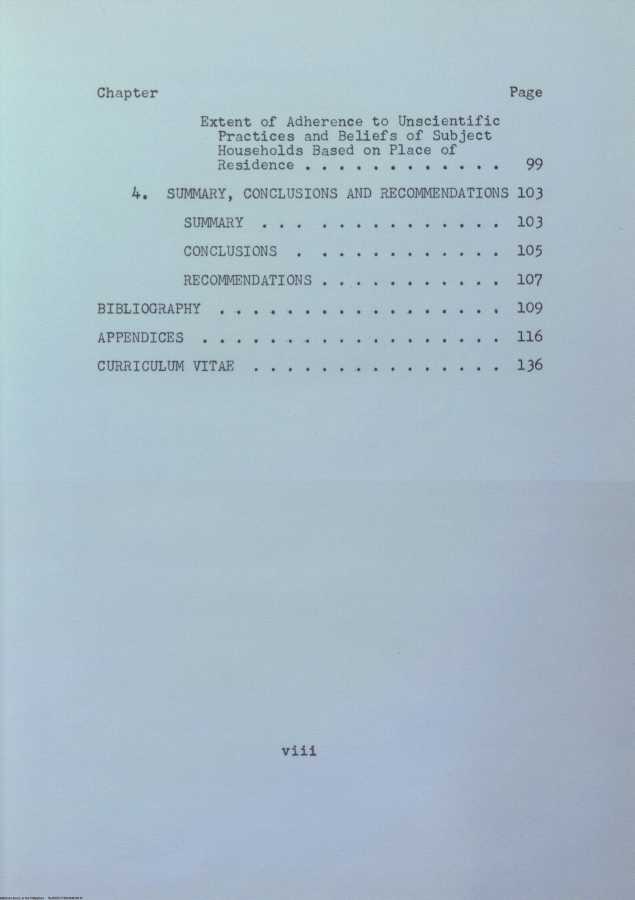 Chapter Page
Extent of Adherence to Unscientific
Practices and Beliefs of Subject
Households Based on Place of
Residence . . . . . . . . . . . . 99
4. SUMMARY, CONCLUSIONS AND RECOMMENDATIONS 103
SUMMARY . . . . . . . . . . . . . . 103
CONCLUSIONS . . . . . . . . . . . . 105
RECOMMENDATIONS . . . . . . . . . . . 107
BIBLIOGRAPHY . . . . . . . . . . . . . . . . . 109
APPENDICES . . . . . . . . . . . . . . . . . . 116
CURRICULUM VITAE . . . . . . . . . . . . . . . 136
viii